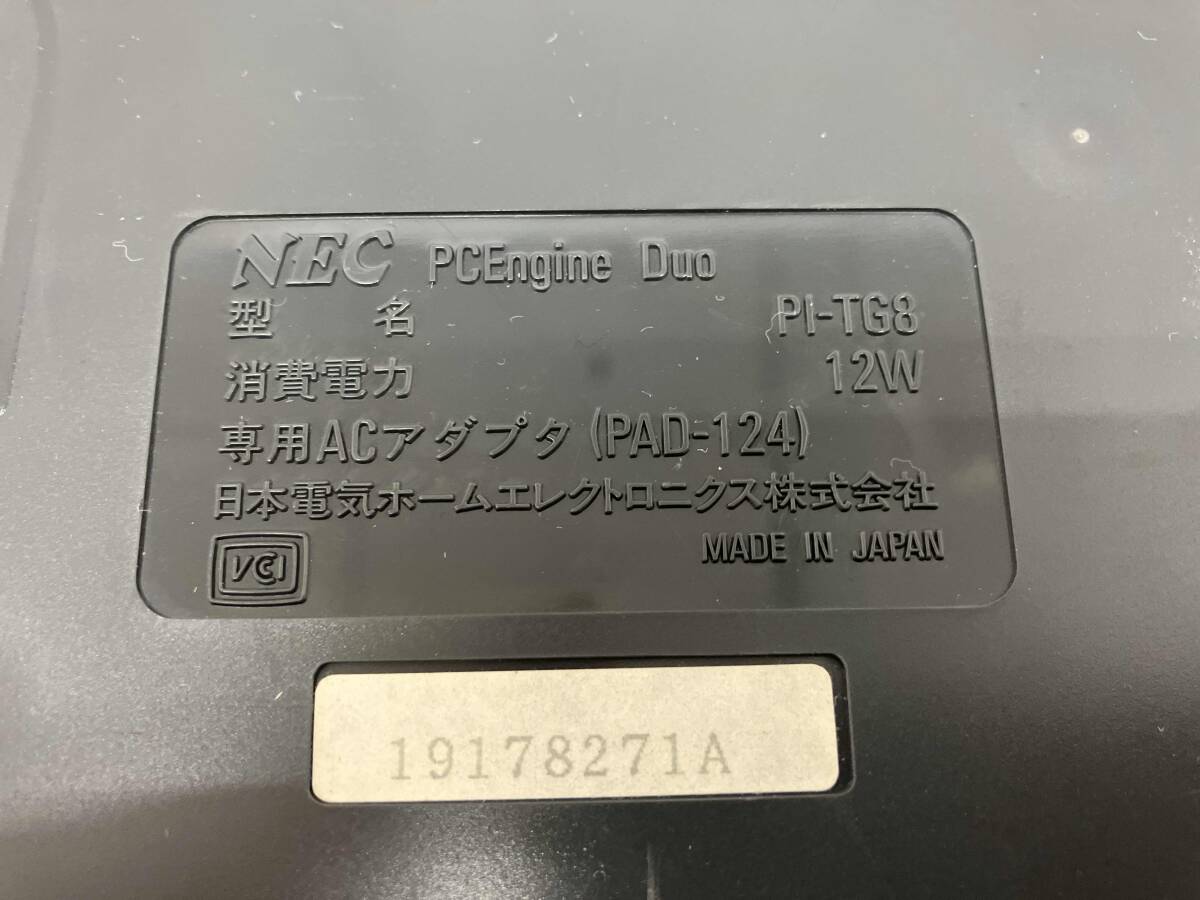 NEC PCEngine Duo
型 名 PI-TG8
消費電力 12W
専用ACアダプタ (PAD-124)
日本電気ホームエレクトロニクス株式会社
VCI MADE IN JAPAN
19178271A